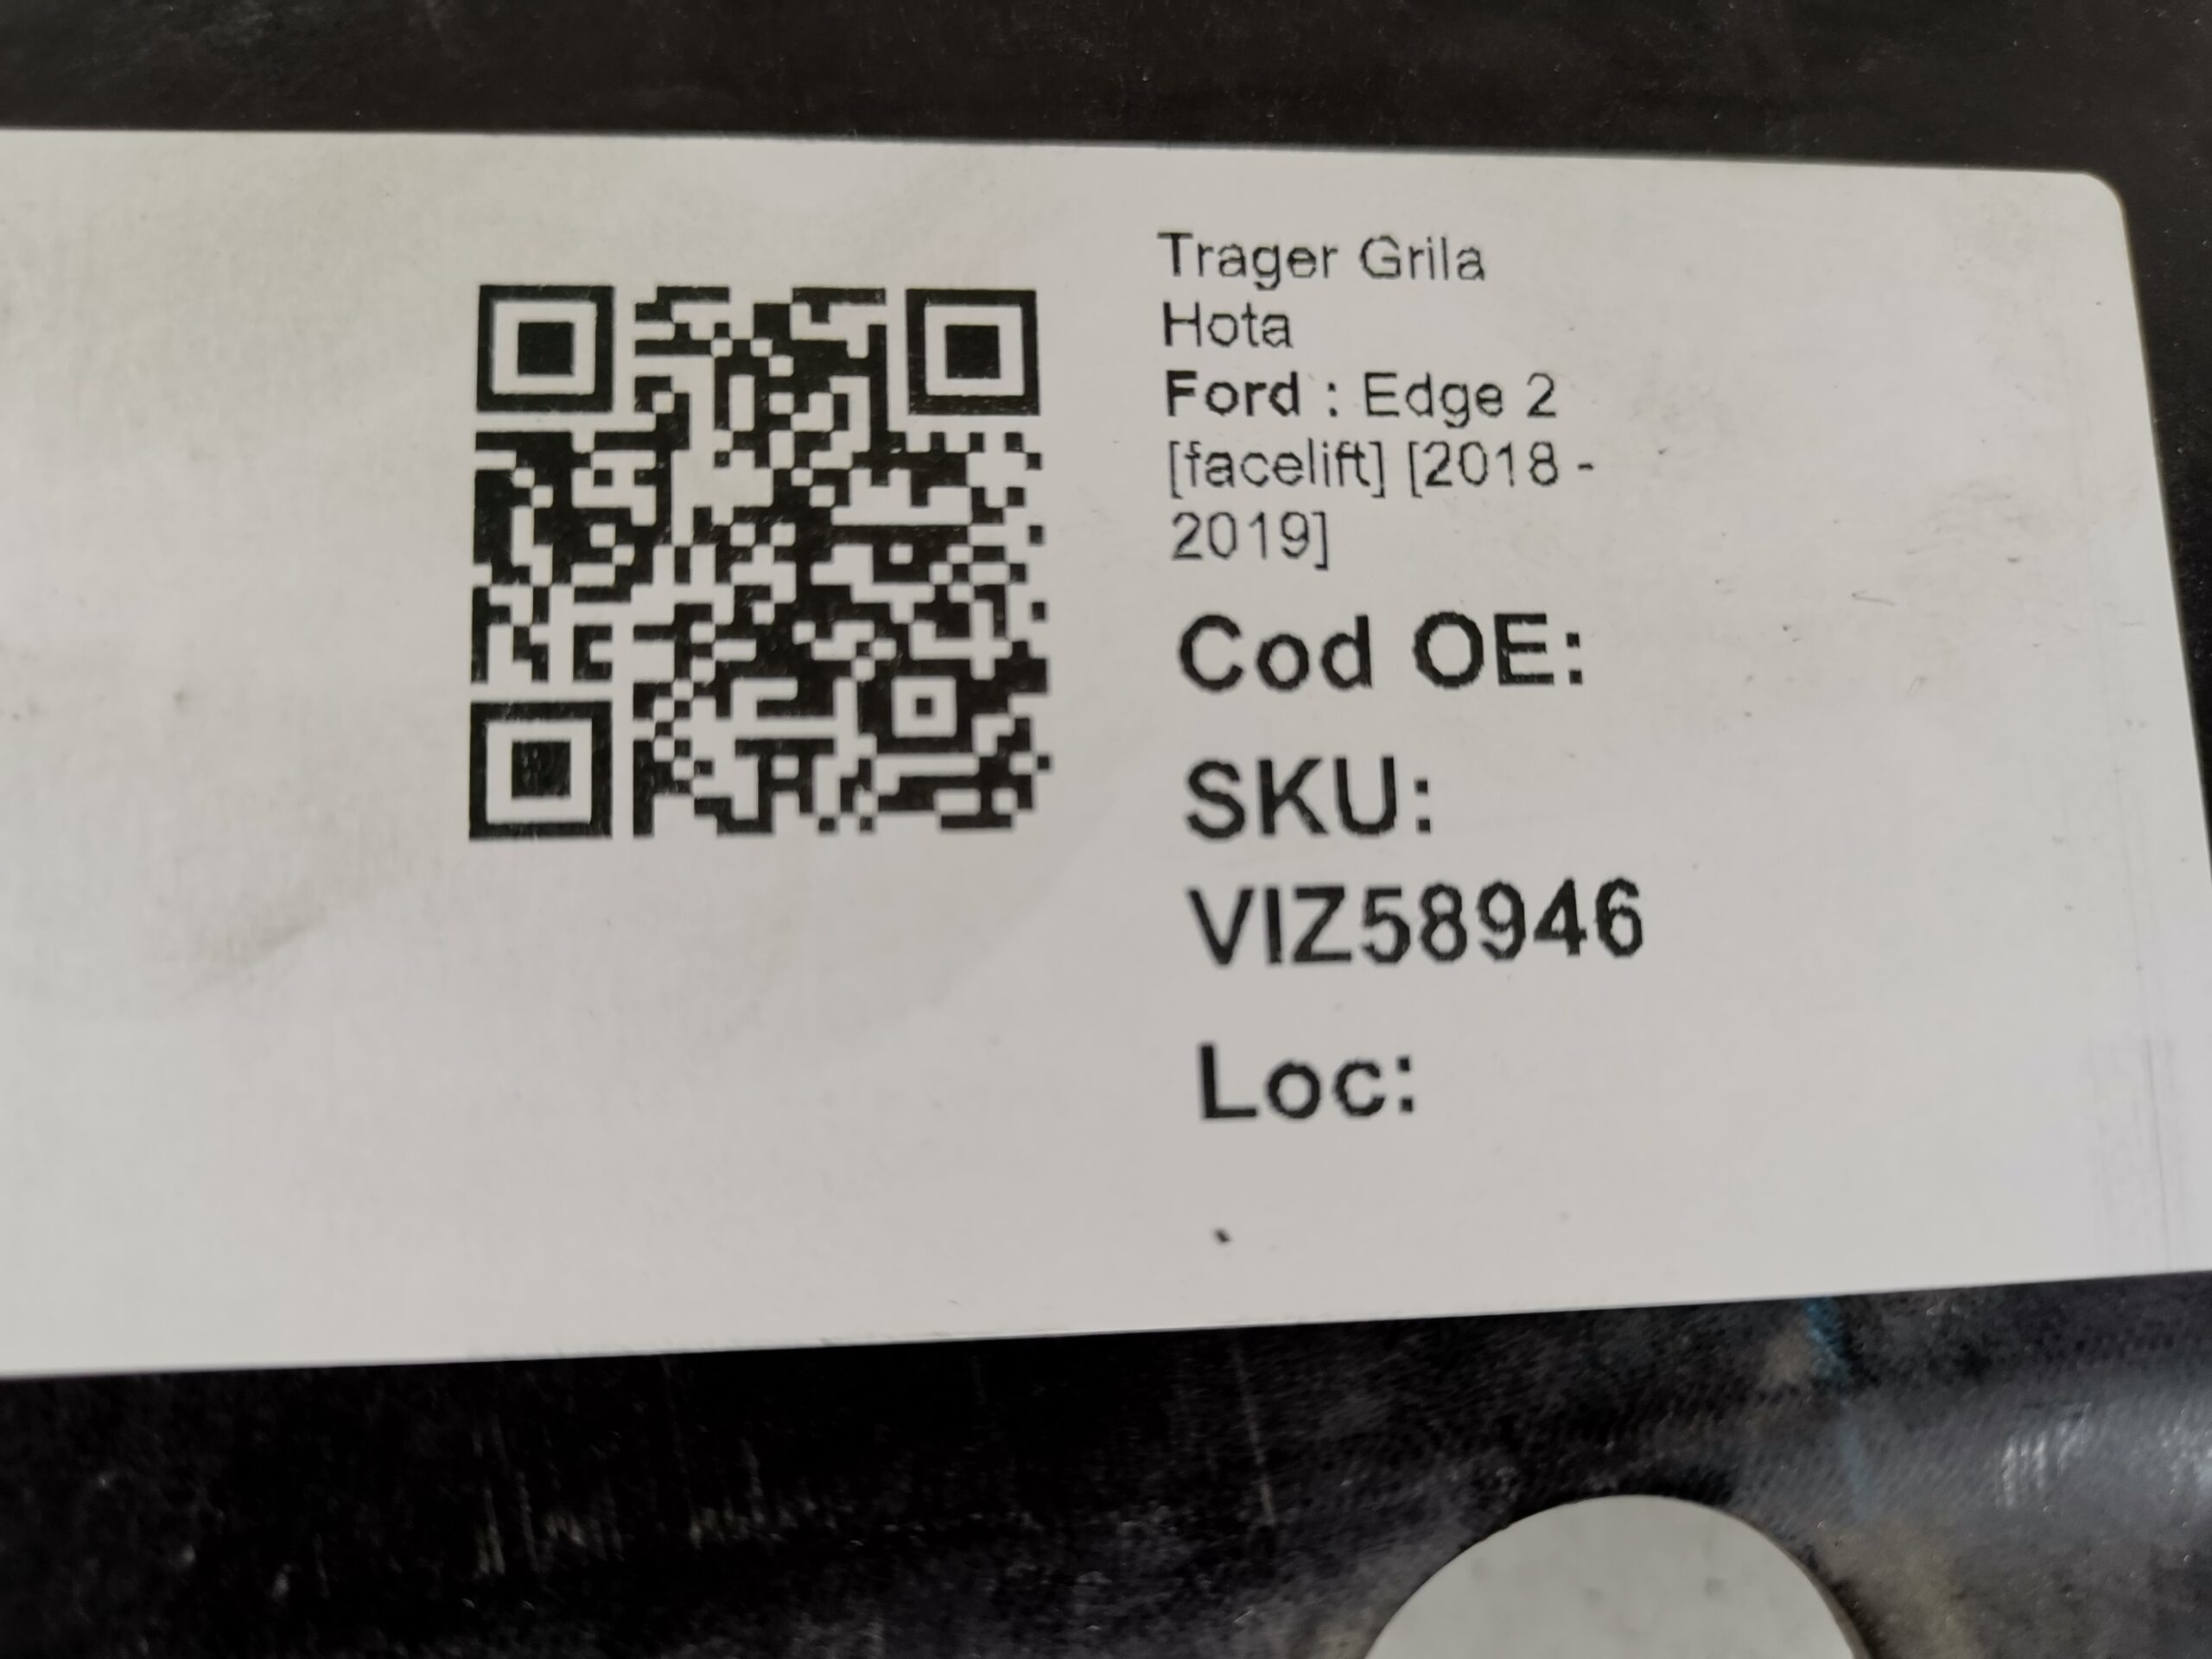 Trager Grila
Hota
Ford : Edge 2
[facelift] [2018 -
2019]
Cod OE:
SKU:
VIZ58946
Loc: